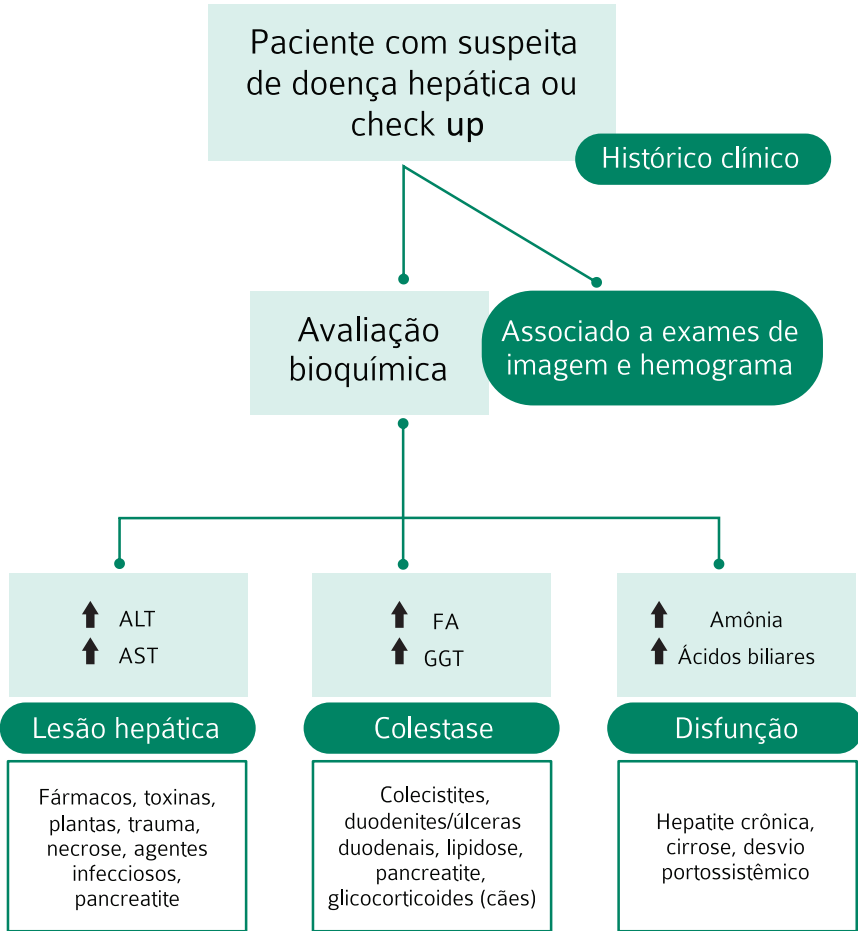 Paciente com suspeita
de doença hepática ou
check up
Histórico clínico
Avaliação
bioquímica
Associado a exames de
imagem e hemograma
ALT
AST
Lesão hepática
Fármacos, toxinas,
plantas, trauma,
necrose, agentes
infecciosos,
pancreatite
FA
GGT
Colestase
Colecistites,
duodenites/úlceras
duodenais, lipidose,
pancreatite,
glicocorticoides (cães)
Amônia
Ácidos biliares
Disfunção
Hepatite crônica,
cirrose, desvio
portossistêmico